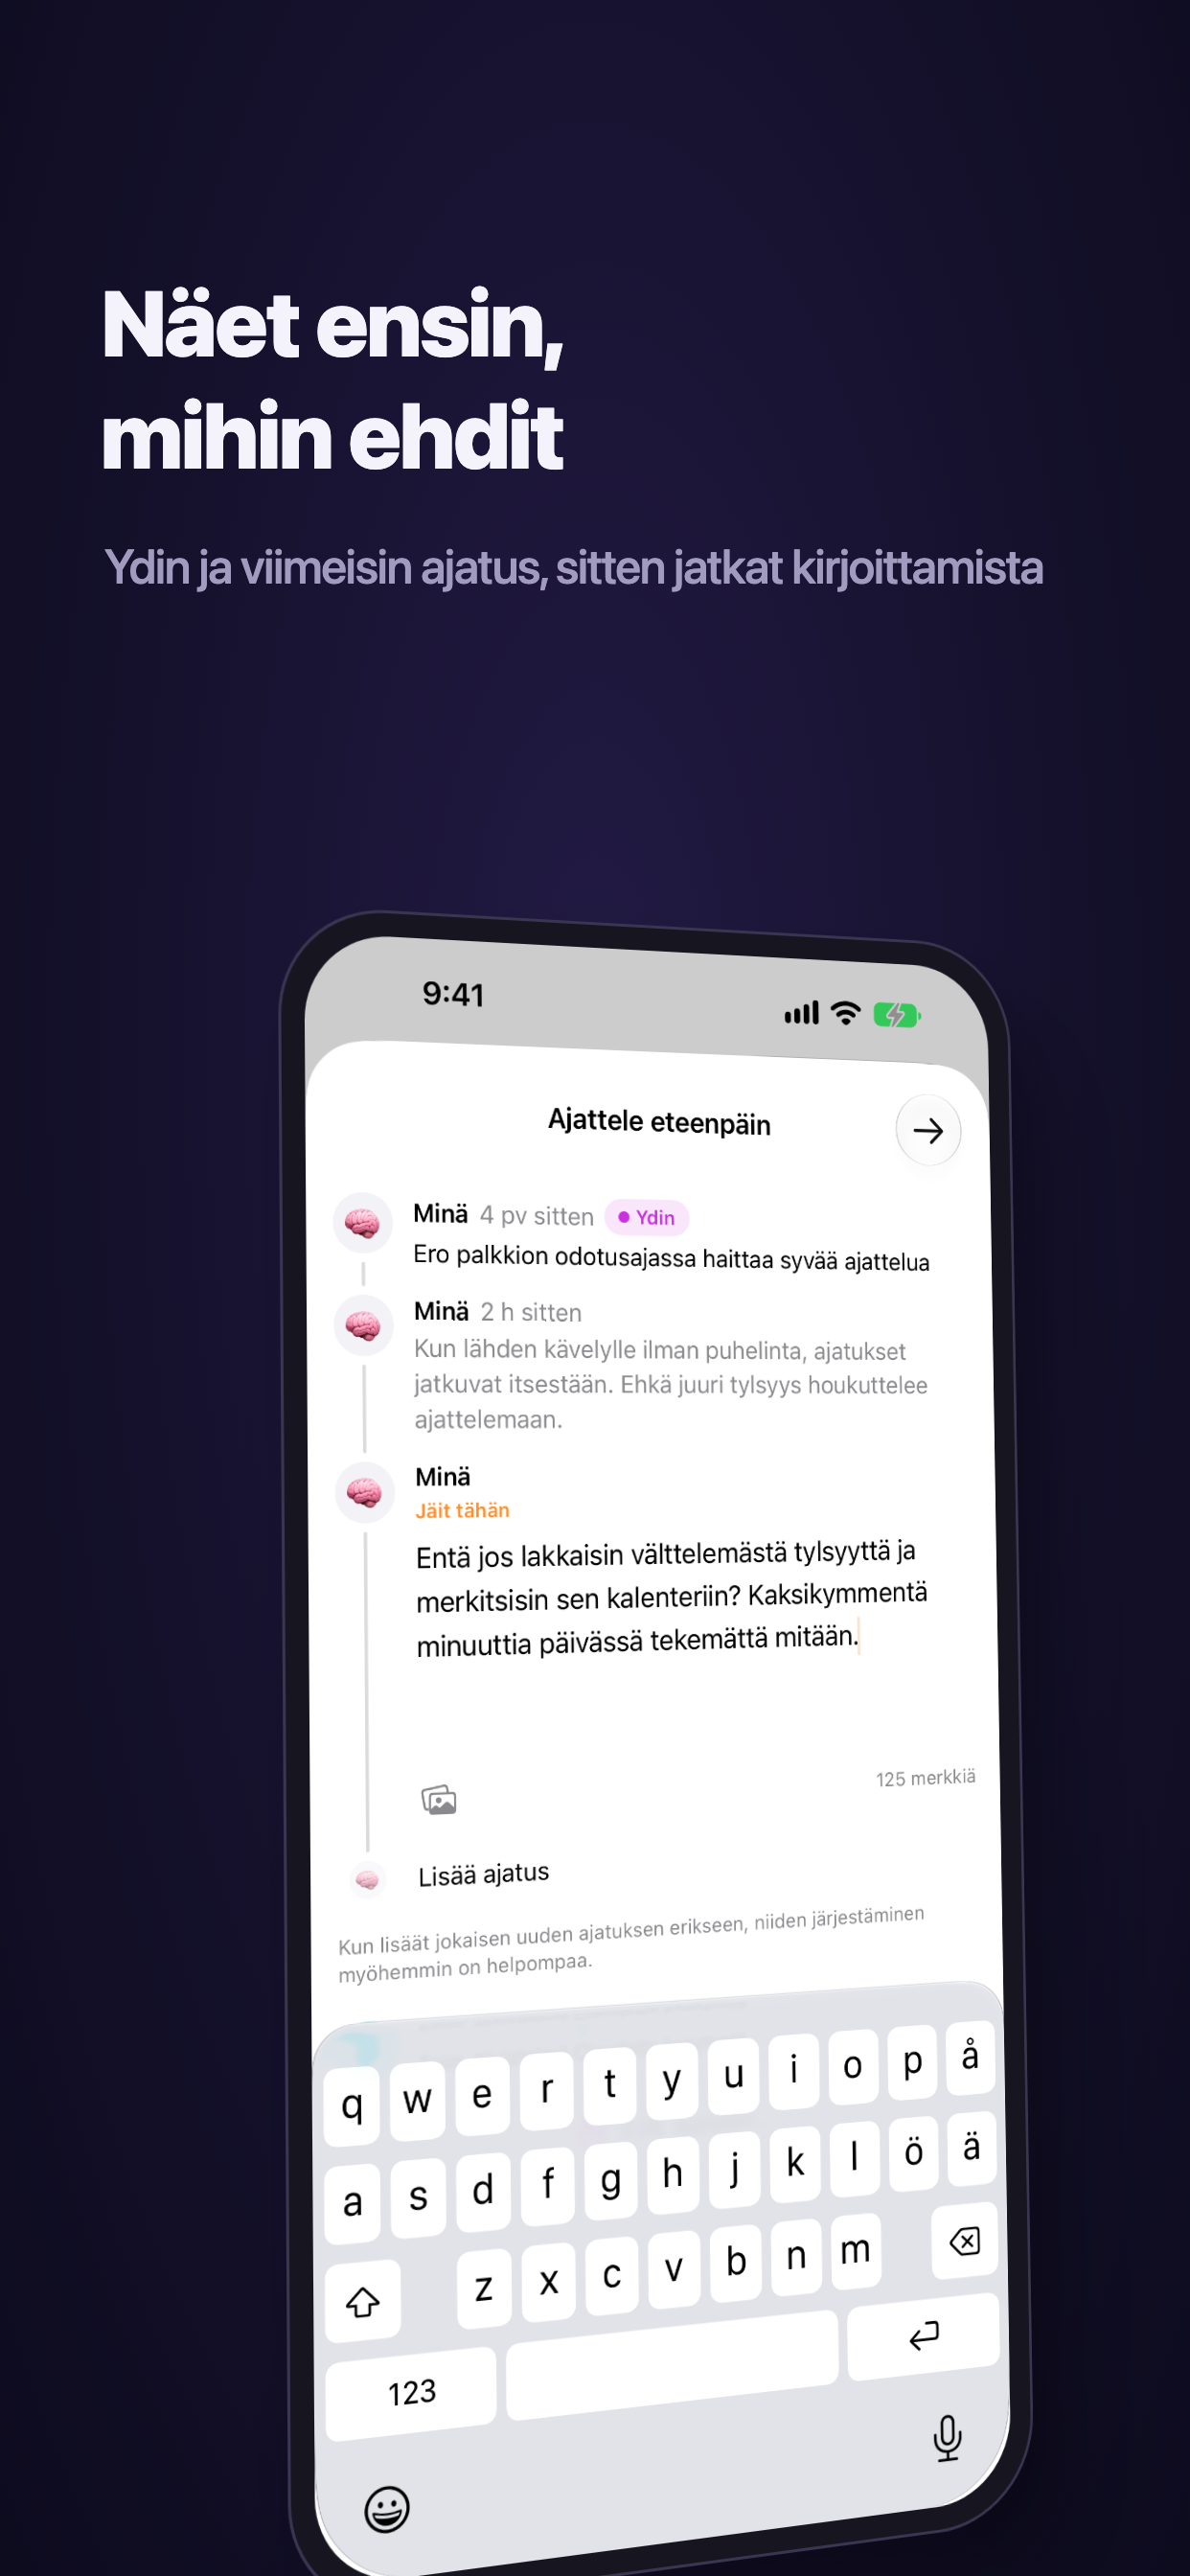 Näet ensin,
mihin ehdit
Ydin ja viimeisin ajatus, sitten jatkat kirjoittamista
9:41
Ajattele eteenpäin
Minä 4 pv sitten Ydin
Ero palkkion odotusajassa haittaa syvää ajattelua
Minä 2 h sitten
Kun lähden kävelylle ilman puhelinta, ajatukset
jatkuvat itsestään. Ehkä juuri tylsyys houkuttelee
ajattelemaan.
Minä
Jäit tähän
Entä jos lakkaisin välttelemästä tylsyyttä ja
merkitsisin sen kalenteriin? Kaksikymmentä
minuuttia päivässä tekemättä mitään.
125 merkkiä
Lisää ajatus
Kun lisäät jokaisen uuden ajatuksen erikseen, niiden järjestäminen
myöhemmin on helpompaa.
q w e r t y u i o p å
a s d f g h j k l ö ä
z x c v b n m
123